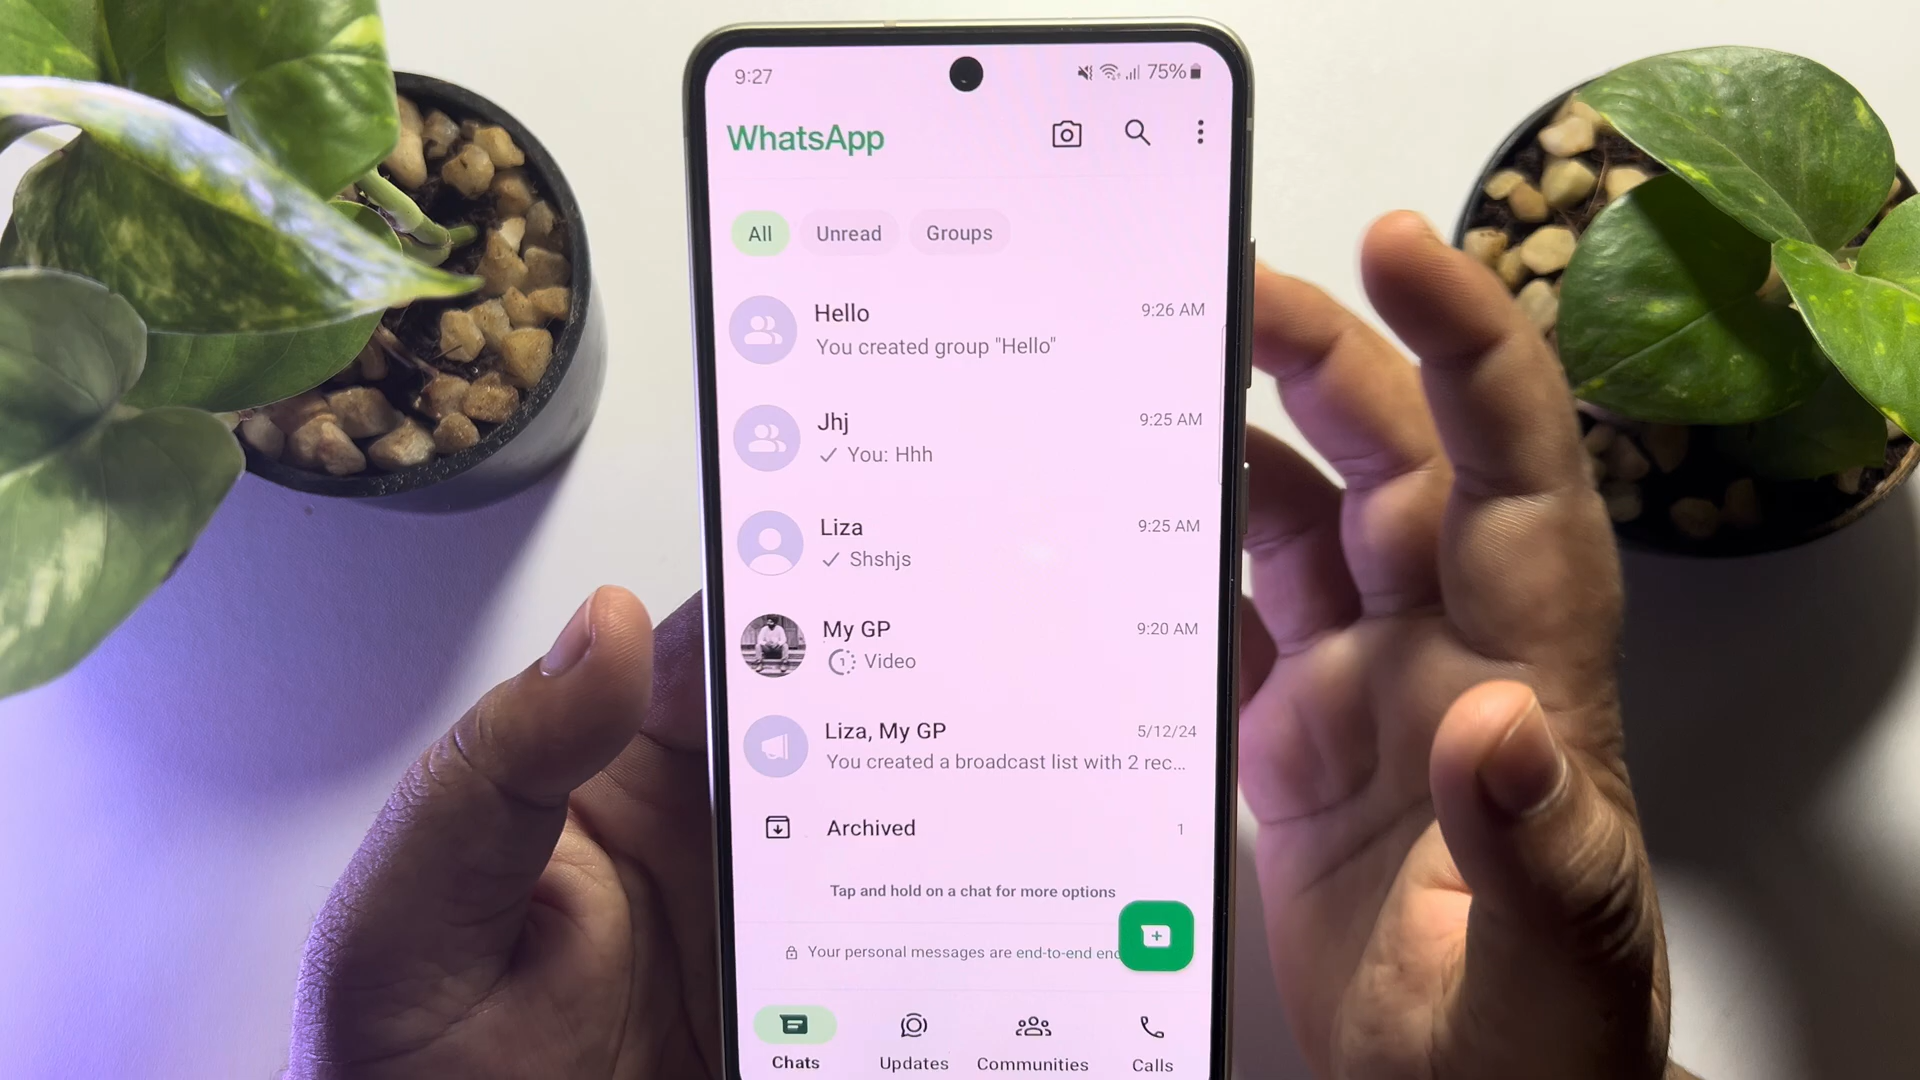 9:27
75%
WhatsApp
All
Unread
Groups
Hello
9:26 AM
You created group "Hello"
Jhj
9:25 AM
You: Hhh
Liza
9:25 AM
Shshjs
My GP
9:20 AM
1
Video
Liza, My GP
5/12/24
You created a broadcast list with 2 rec...
Archived
1
Tap and hold on a chat for more options
Your personal messages are end-to-end enc
Chats
Updates
Communities
Calls